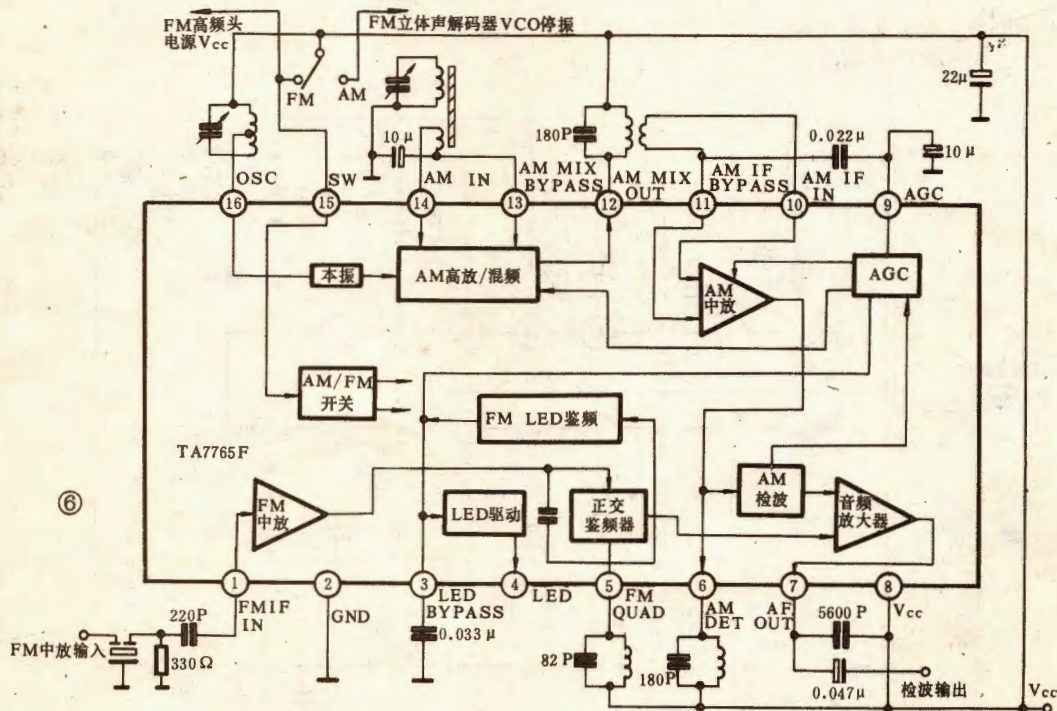 FM高频头
电源Vcc
FM立体声解码器VCO停振
FM
AM
22μ
10μ
180P
0.022μ
10μ
OSC
SW
AM IN
AM MIX
BYPASS
AM MIX
OUT
AM IF
BYPASS
AM IF
IN
AGC
16
15
14
13
12
11
10
9
本振
AM高放/混频
AM
中放
AGC
AM/FM
开关
FM LED鉴频
TA7765F
⑥
FM
中放
LED驱动
正交
鉴频器
AM
检波
音频
放大器
1
2
3
4
5
6
7
8
FMIF
IN
GND
LED
BYPASS
LED
FM
QUAD
AM
DET
AF
OUT
Vcc
220P
FM中放输入
330Ω
0.033μ
82P
180P
5600P
0.047μ
检波输出
Vcc